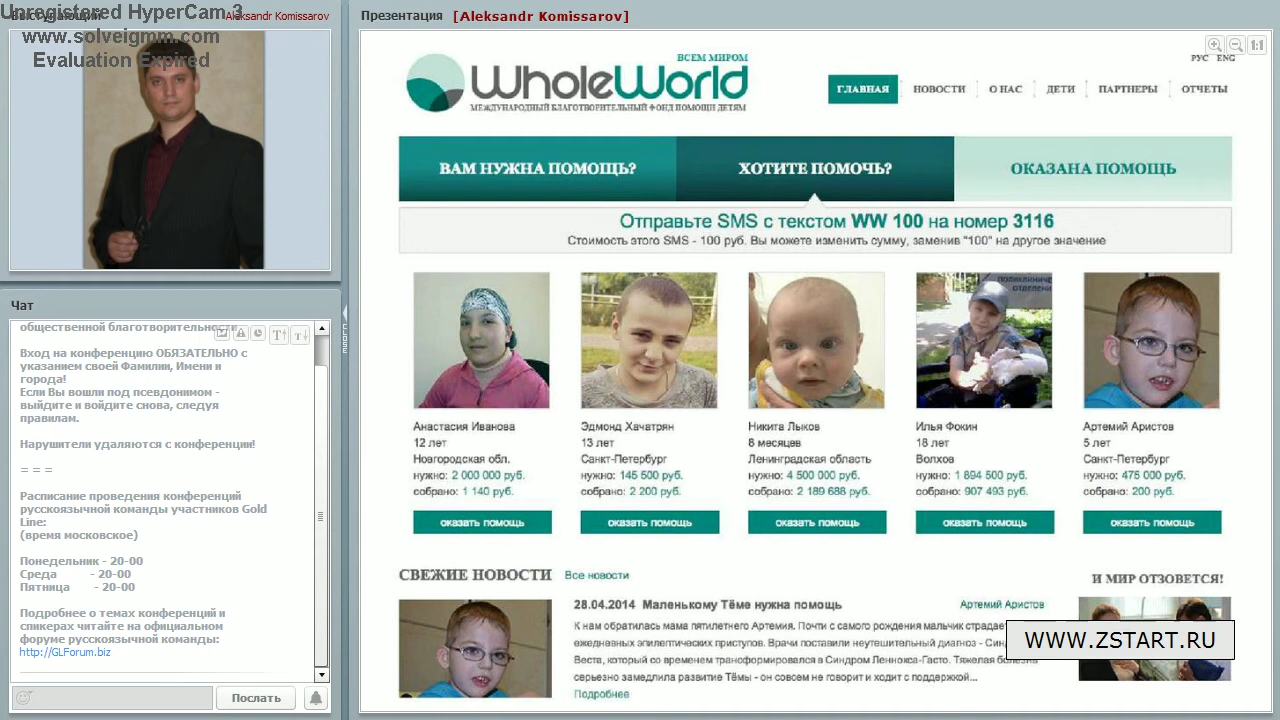 Unregistered HyperCam 3
www.solveigmm.com
Evaluation Expired
Aleksandr Komissarov
Чат
общественной благотворительности.
Вход на конференцию ОБЯЗАТЕЛЬНО с
указанием своей Фамилии, Имени и
города!
Если Вы вошли под псевдонимом -
выйдите и войдите снова, следуя
правилам.
Нарушители удаляются с конференции!
= = =
Расписание проведения конференций
русскоязычной команды участников Gold
Line:
(время московское)
Понедельник - 20-00
Среда - 20-00
Пятница - 20-00
Подробнее о темах конференций и
спикерах читайте на официальном
форуме русскоязычной команды:
http://GLForum.biz
Послать
Презентация [Aleksandr Komissarov]
1:1
РУС ENG
ВСЕМ МИРОМ
WholeWorld
МЕЖДУНАРОДНЫЙ БЛАГОТВОРИТЕЛЬНЫЙ ФОНД ПОМОЩИ ДЕТЯМ
ГЛАВНАЯ НОВОСТИ О НАС ДЕТИ ПАРТНЕРЫ ОТЧЕТЫ
ВАМ НУЖНА ПОМОЩЬ? ХОТИТЕ ПОМОЧЬ? ОКАЗАНА ПОМОЩЬ
Отправьте SMS с текстом WW 100 на номер 3116
Стоимость этого SMS - 100 руб. Вы можете изменить сумму, заменив "100" на другое значение
Анастасия Иванова
12 лет
Новгородская обл.
нужно: 2 000 000 руб.
собрано: 1 140 руб.
оказать помощь
Эдмонд Хачатрян
13 лет
Санкт-Петербург
нужно: 145 500 руб.
собрано: 2 200 руб.
оказать помощь
Никита Лыков
8 месяцев
Ленинградская область
нужно: 4 500 000 руб.
собрано: 2 189 688 руб.
оказать помощь
ПОЛИКЛИНИЧЕ
ОТДЕЛЕНИ
Илья Фокин
18 лет
Волхов
нужно: 1 894 500 руб.
собрано: 907 493 руб.
оказать помощь
Артемий Аристов
5 лет
Санкт-Петербург
нужно: 475 000 руб.
собрано: 200 руб.
оказать помощь
СВЕЖИЕ НОВОСТИ Все новости
28.04.2014 Маленькому Тёме нужна помощь Артемий Аристов
К нам обратилась мама пятилетнего Артемия. Почти с самого рождения мальчик страдает
ежедневных эпилептических приступов. Врачи поставили неутешительный диагноз - Син
Веста, который со временем трансформировался в Синдром Леннокса-Гасто. Тяжелая болезнь
серьезно замедлила развитие Тёмы - он совсем не говорит и ходит с поддержкой...
Подробнее
И МИР ОТЗОВЕТСЯ!
WWW.ZSTART.RU